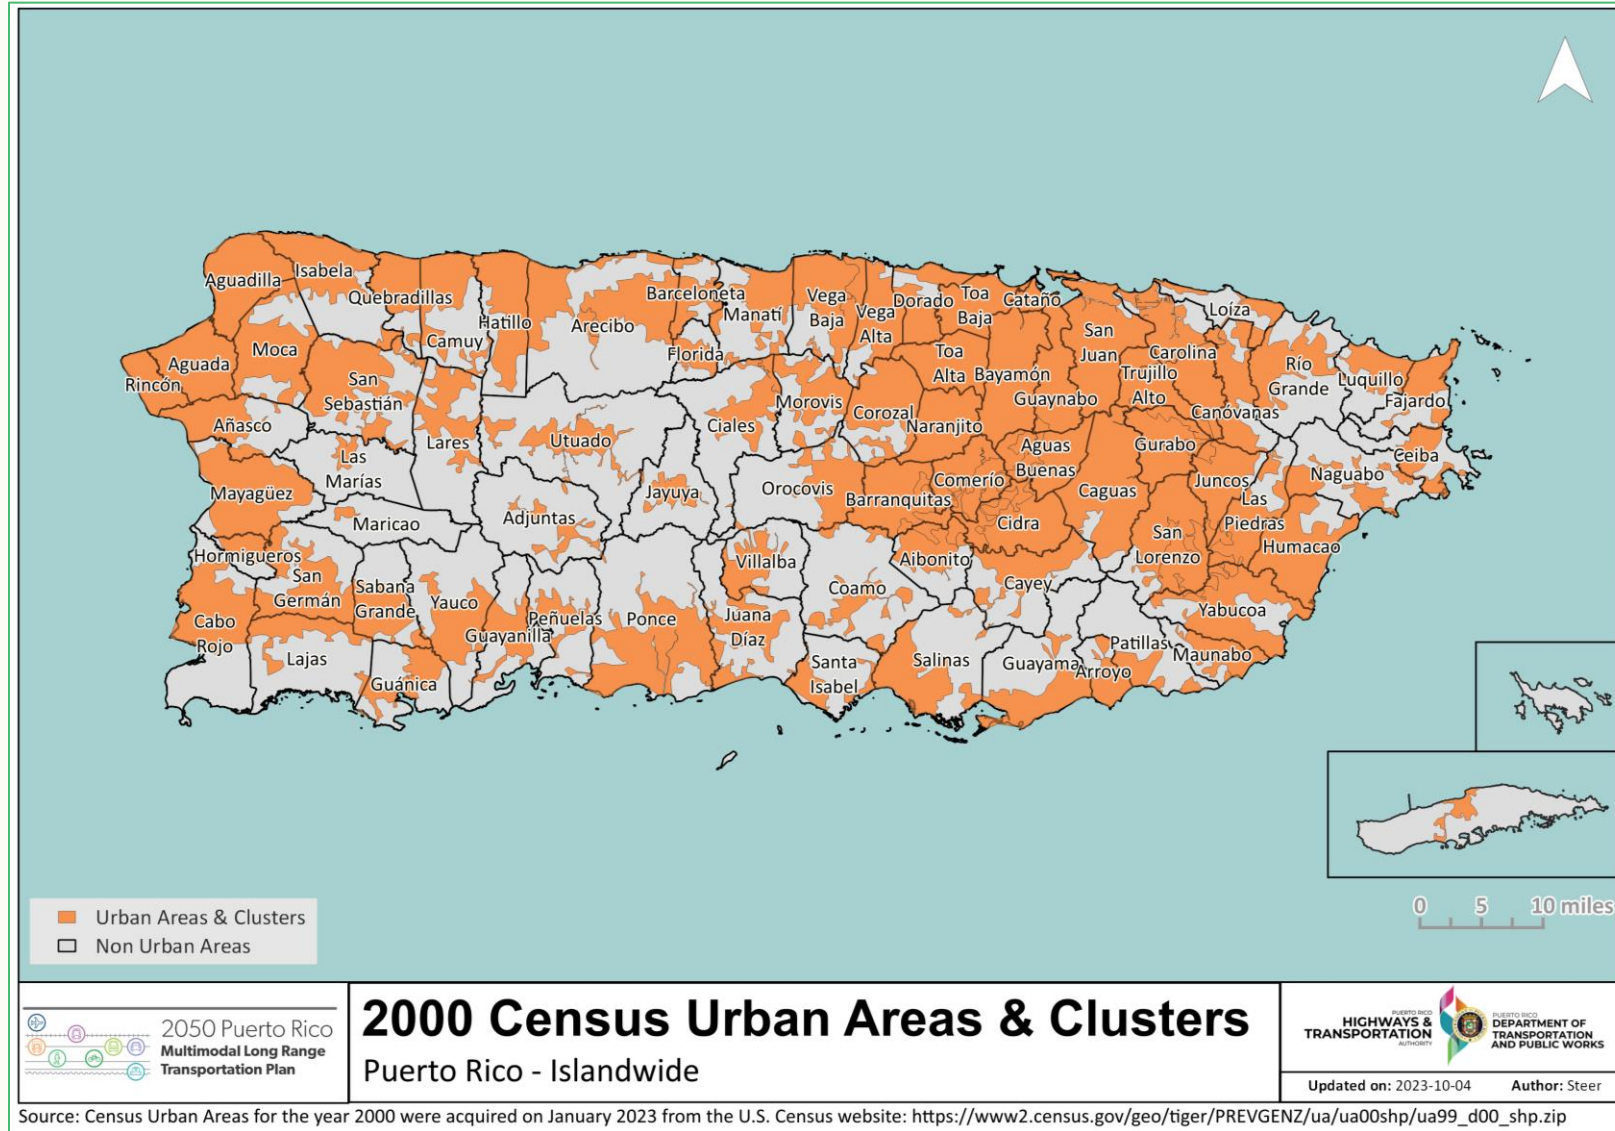 Aguadilla
Isabela
Quebradillas
Camuy
Hatillo
Arecibo
Barceloneta
Florida
Manatí
Vega
Baja
Vega
Alta
Dorado
Toa
Baja
Cataño
San
Juan
Carolina
Loíza
Río
Grande
Luquillo
Fajardo
Rincón
Aguada
Moca
San
Sebastián
Lares
Utuado
Ciales
Morovis
Corozal
Toa
Alta
Bayamón
Naranjito
Guaynabo
Trujillo
Alto
Canóvanas
Añasco
Las
Marías
Mayagüez
Maricao
Adjuntas
Jayuya
Orocovis
Barranquitas
Comerío
Aguas
Buenas
Caguas
Gurabo
Juncos
Las
Piedras
Naguabo
Ceiba
Hormigueros
San
Germán
Sabana
Grande
Yauco
Guayanilla
Peñuelas
Ponce
Villalba
Juana
Díaz
Coamo
Aibonito
Cidra
Cayey
San
Lorenzo
Humacao
Yabucoa
Cabo
Rojo
Lajas
Guánica
Santa
Isabel
Salinas
Guayama
Arroyo
Patillas
Maunabo
0 5 10 miles
Urban Areas & Clusters
Non Urban Areas
2050 Puerto Rico
Multimodal Long Range
Transportation Plan
2000 Census Urban Areas & Clusters
Puerto Rico - Islandwide
PUERTO RICO
HIGHWAYS &
TRANSPORTATION
AUTHORITY
PUERTO RICO
DEPARTMENT OF
TRANSPORTATION
AND PUBLIC WORKS
Updated on: 2023-10-04 Author: Steer
Source: Census Urban Areas for the year 2000 were acquired on January 2023 from the U.S. Census website: https://www2.census.gov/geo/tiger/PREVGENZ/ua/ua00shp/ua99_d00_shp.zip